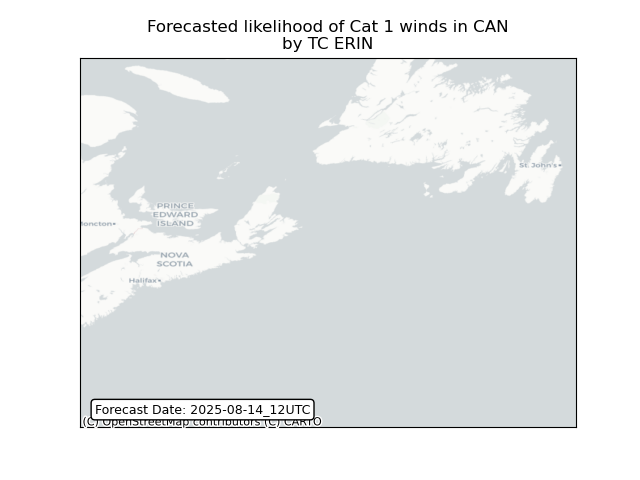 Forecasted likelihood of Cat 1 winds in CAN
by TC ERIN
St. John's
PRINCE
EDWARD
ISLAND
Moncton
NOVA
SCOTIA
Halifax
Forecast Date: 2025-08-14_12UTC
(C) OpenStreetMap contributors (C) CARTO